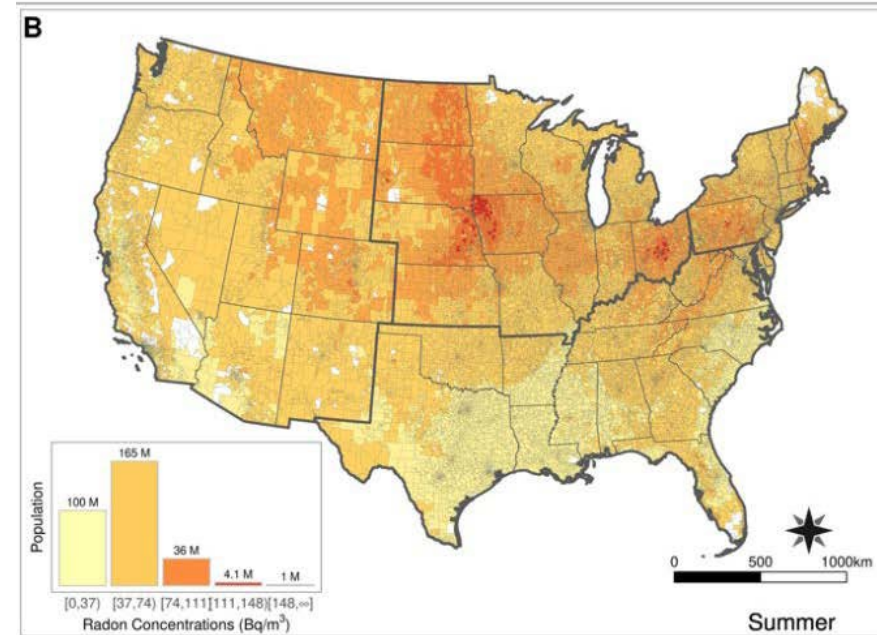 B
165 M
100 M
36 M
4.1 M
1 M
Population
[0,37)
[37,74)
[74,111)
[111,148)
[148,∞]
Radon Concentrations (Bq/m³)
0
500
1000km
Summer